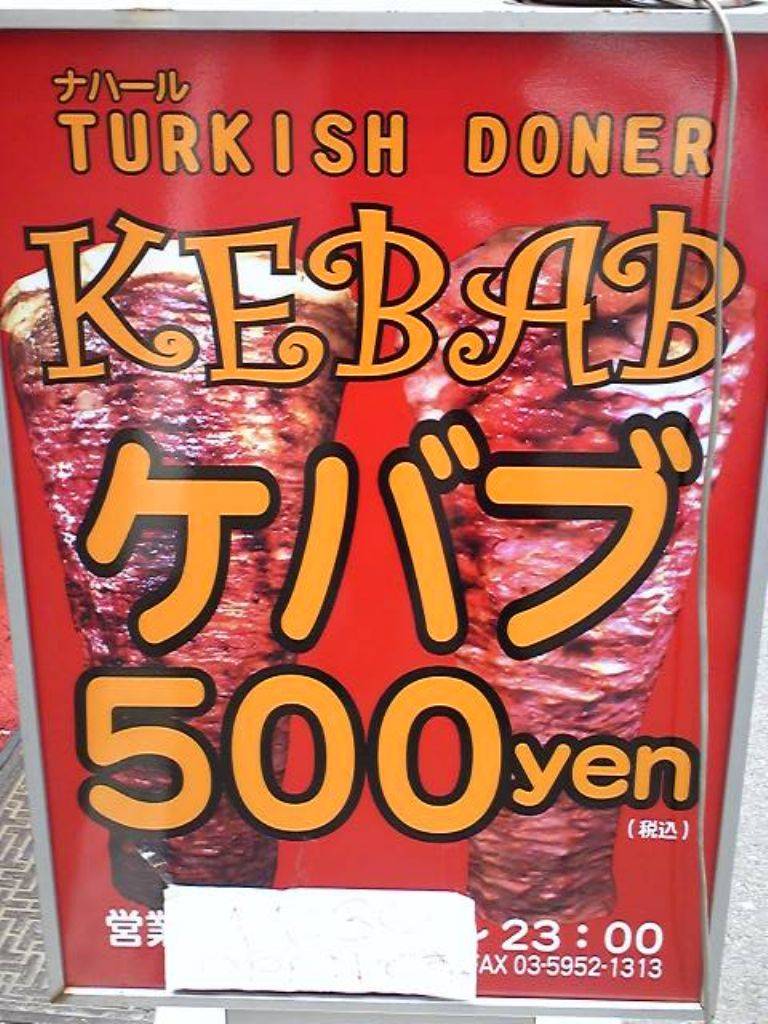 ナハール
TURKISH DONER
KEBAB
ケバブ
500yen
(税込)
営業
23:00
FAX 03-5952-1313